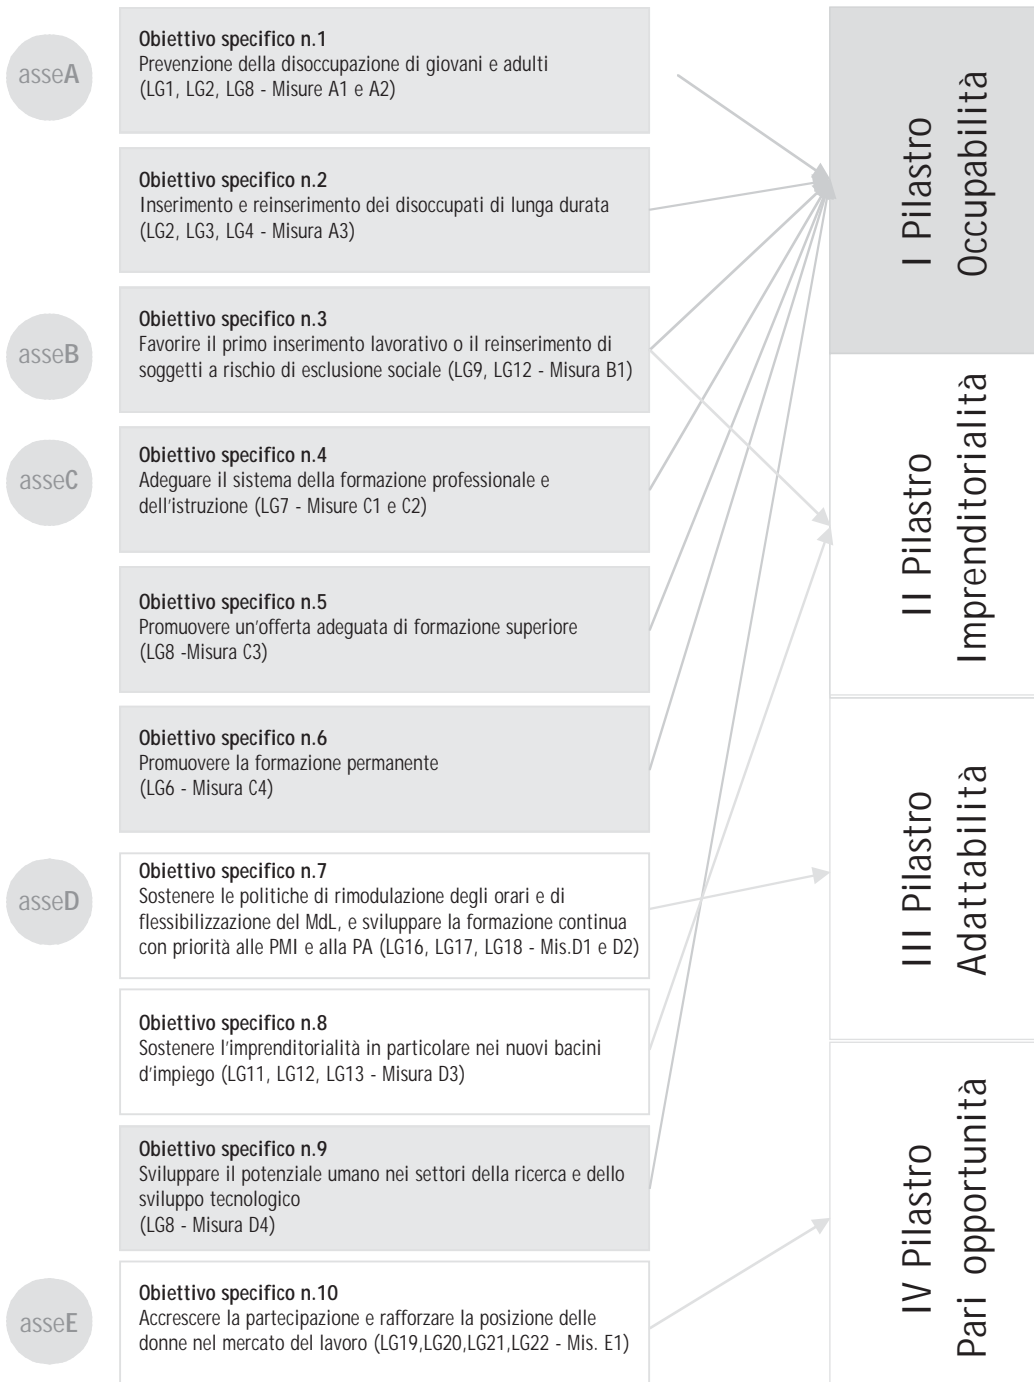 asseA
Obiettivo specifico n.1
Prevenzione della disoccupazione di giovani e adulti
(LG1, LG2, LG8 - Misure A1 e A2)
Obiettivo specifico n.2
Inserimento e reinserimento dei disoccupati di lunga durata
(LG2, LG3, LG4 - Misura A3)
asseB
Obiettivo specifico n.3
Favorire il primo inserimento lavorativo o il reinserimento di
soggetti a rischio di esclusione sociale (LG9, LG12 - Misura B1)
asseC
Obiettivo specifico n.4
Adeguare il sistema della formazione professionale e
dell'istruzione (LG7 - Misure C1 e C2)
Obiettivo specifico n.5
Promuovere un'offerta adeguata di formazione superiore
(LG8 -Misura C3)
Obiettivo specifico n.6
Promuovere la formazione permanente
(LG6 - Misura C4)
asseD
Obiettivo specifico n.7
Sostenere le politiche di rimodulazione degli orari e di
flessibilizzazione del MdL, e sviluppare la formazione continua
con priorità alle PMI e alla PA (LG16, LG17, LG18 - Mis.D1 e D2)
Obiettivo specifico n.8
Sostenere l'imprenditorialità in particolare nei nuovi bacini
d'impiego (LG11, LG12, LG13 - Misura D3)
Obiettivo specifico n.9
Sviluppare il potenziale umano nei settori della ricerca e dello
sviluppo tecnologico
(LG8 - Misura D4)
asseE
Obiettivo specifico n.10
Accrescere la partecipazione e rafforzare la posizione delle
donne nel mercato del lavoro (LG19,LG20,LG21,LG22 - Mis. E1)
I Pilastro
Occupabilità
II Pilastro
Imprenditorialità
III Pilastro
Adattabilità
IV Pilastro
Pari opportunità